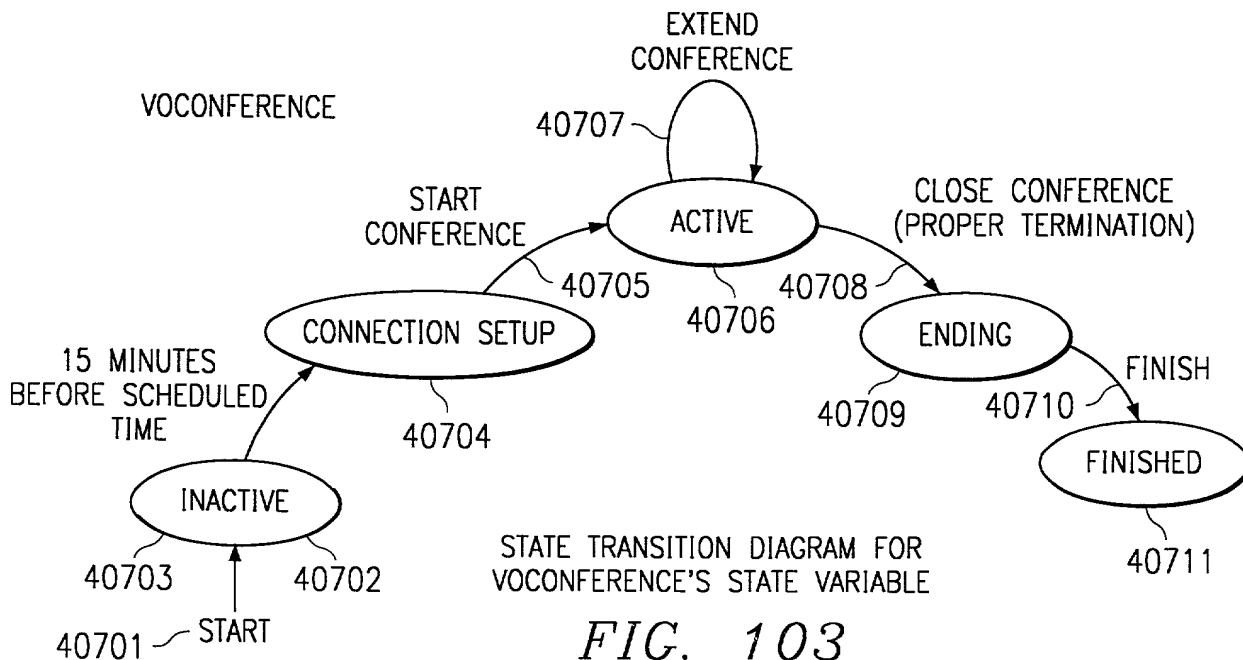 EXTEND
CONFERENCE
VOCONFERENCE
40707
START
CONFERENCE
ACTIVE
CLOSE CONFERENCE
(PROPER TERMINATION)
40705
40706
40708
CONNECTION SETUP
ENDING
15 MINUTES
BEFORE SCHEDULED
TIME
40704
40709
40710
FINISH
INACTIVE
FINISHED
40703
40702
40711
STATE TRANSITION DIAGRAM FOR
VOCONFERENCE'S STATE VARIABLE
40701
START
FIG. 103